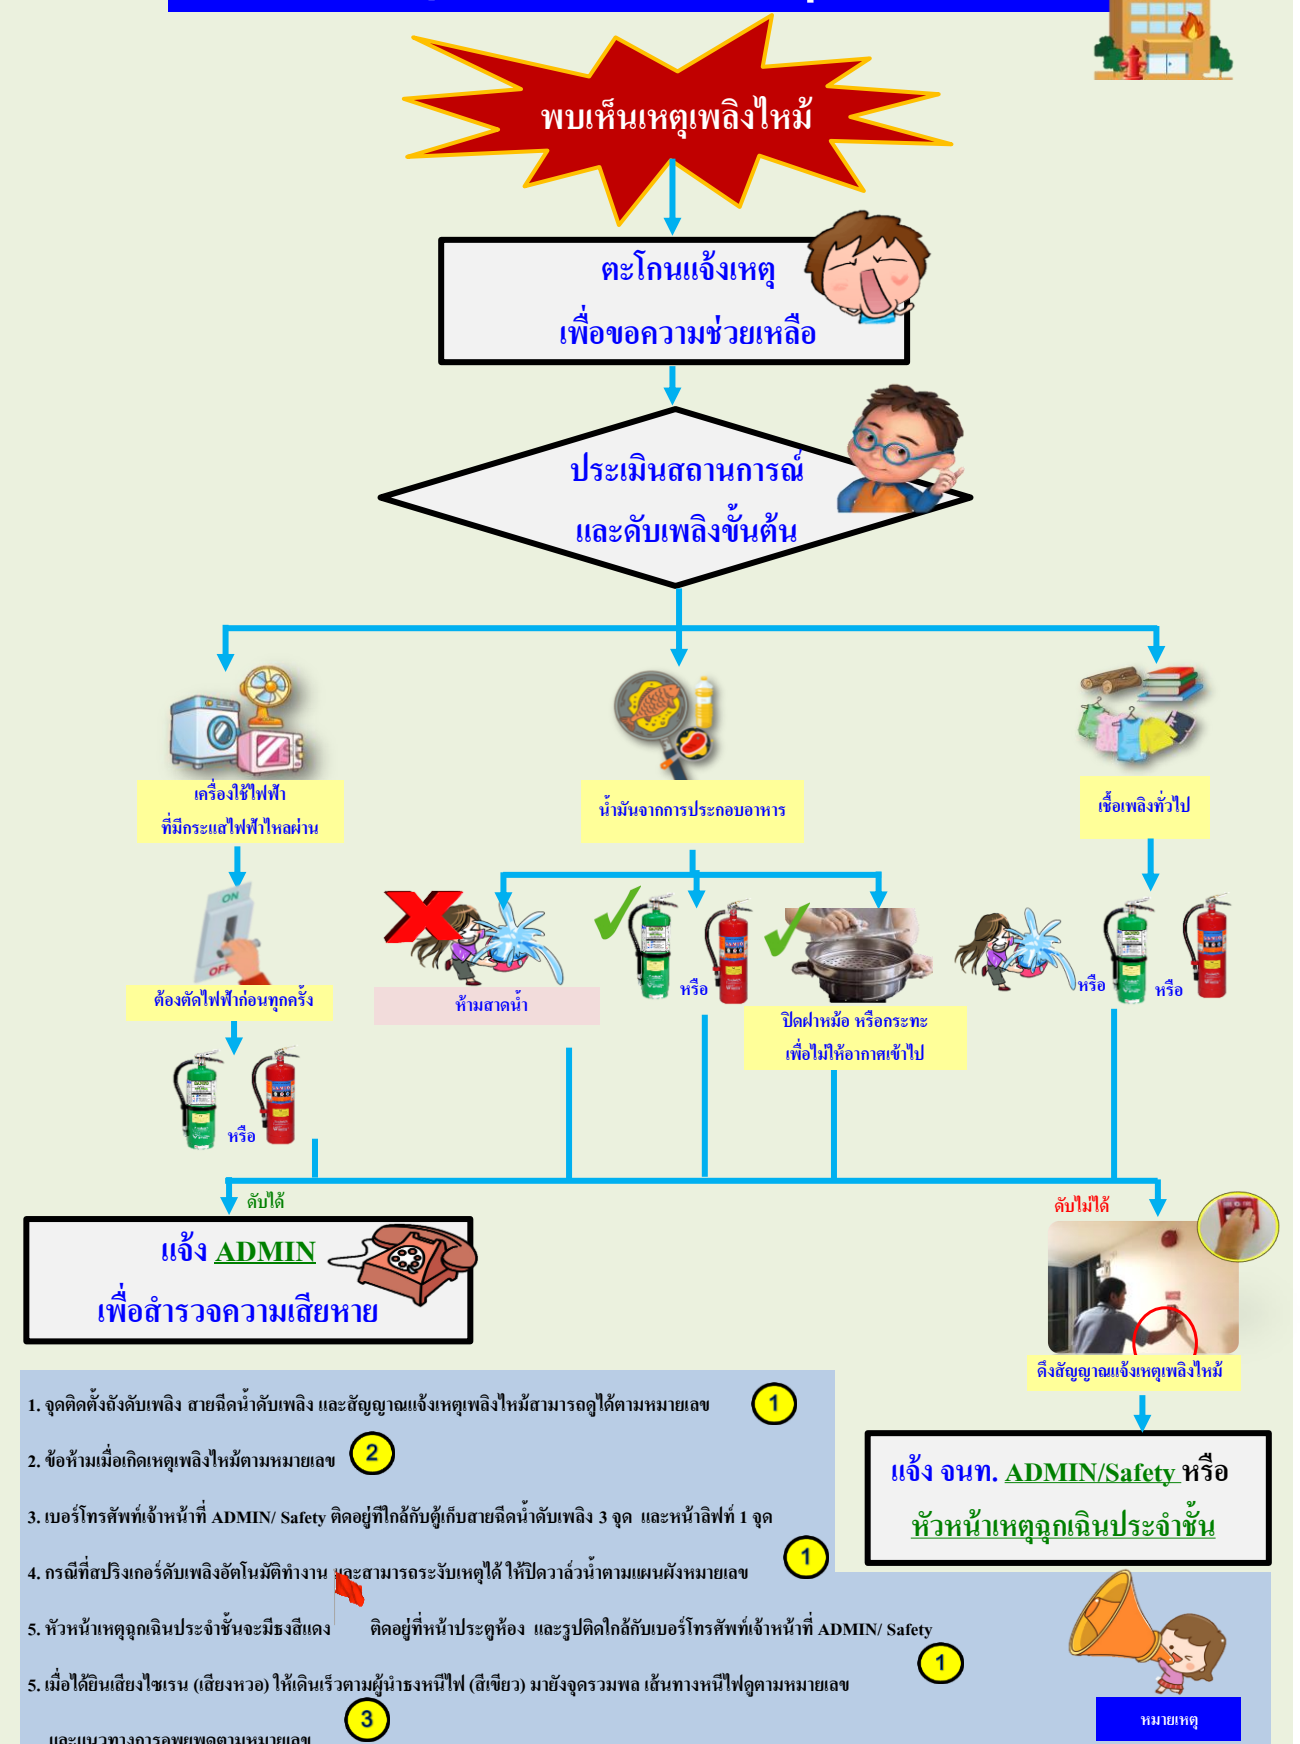 พบเห็นเหตุเพลิงไหม้
ตะโกนแจ้งเหตุ
เพื่อขอความช่วยเหลือ
ประเมินสถานการณ์
และดับเพลิงขั้นต้น
เครื่องใช้ไฟฟ้า
ที่มีกระแสไฟฟ้าไหลผ่าน
น้ำมันจากการประกอบอาหาร
เชื้อเพลิงทั่วไป
ON
OFF
ต้องตัดไฟฟ้าก่อนทุกครั้ง
ห้ามสาดน้ำ
หรือ
ปิดฝาหม้อ หรือกระทะ
เพื่อไม่ให้อากาศเข้าไป
หรือ
หรือ
หรือ
ดับได้
ดับไม่ได้
แจ้ง ADMIN
เพื่อสำรวจความเสียหาย
ดึงสัญญาณแจ้งเหตุเพลิงไหม้
แจ้ง จนท. ADMIN/Safety หรือ
หัวหน้าเหตุฉุกเฉินประจำชั้น
1. จุดติดตั้งถังดับเพลิง สายฉีดน้ำดับเพลิง และสัญญาณแจ้งเหตุเพลิงไหม้สามารถดูได้ตามหมายเลข 1
2. ข้อห้ามเมื่อเกิดเหตุเพลิงไหม้ตามหมายเลข 2
3. เบอร์โทรศัพท์เจ้าหน้าที่ ADMIN/ Safety ติดอยู่ที่ใกล้กับตู้เก็บสายฉีดน้ำดับเพลิง 3 จุด และหน้าลิฟท์ 1 จุด
4. กรณีที่สปริงเกอร์ดับเพลิงอัตโนมัติทำงาน และสามารถระงับเหตุได้ ให้ปิดวาล์วน้ำตามแผนผังหมายเลข 1
5. หัวหน้าเหตุฉุกเฉินประจำชั้นจะมีธงสีแดง ติดอยู่ที่หน้าประตูห้อง และรูปติดใกล้กับเบอร์โทรศัพท์เจ้าหน้าที่ ADMIN/ Safety
5. เมื่อได้ยินเสียงไซเรน (เสียงหวอ) ให้เดินเร็วตามผู้นำธงหนีไฟ (สีเขียว) มายังจุดรวมพล เส้นทางหนีไฟดูตามหมายเลข 1
และแนวทางการอพยพดูตามหมายเลข 3
หมายเหตุ